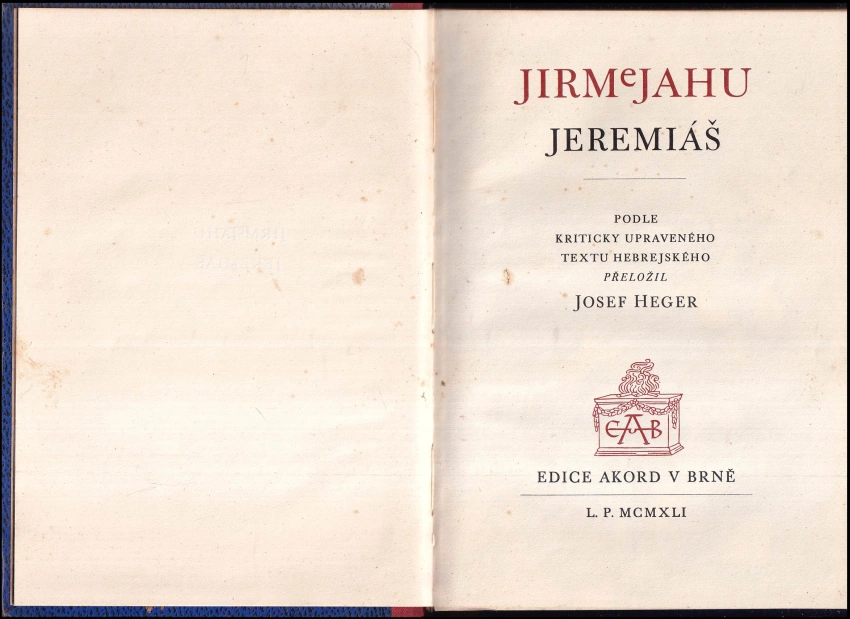 JIRMeJAHU
JEREMIÁŠ
PODLE
KRITICKY UPRAVENÉHO
TEXTU HEBREJSKÉHO
PŘELOŽIL
JOSEF HEGER
EAB
EDICE AKORD V BRNĚ
L. P. MCMXLI